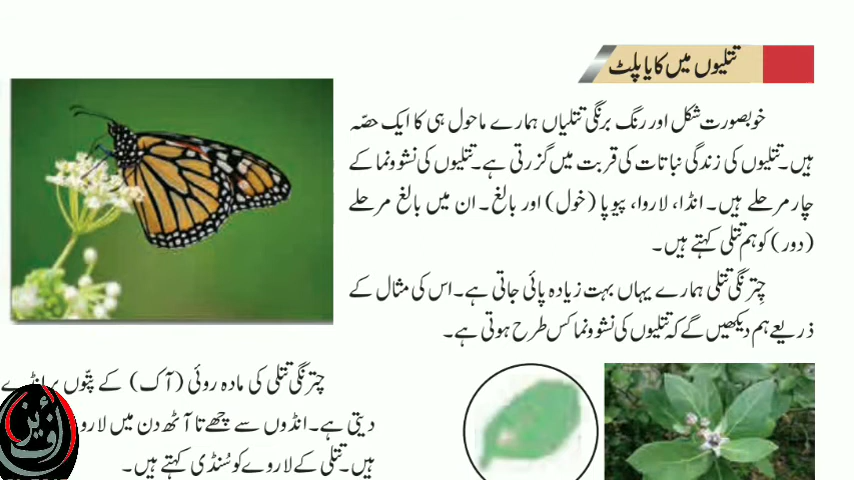 تتلیوں میں کایا پلٹ
خوبصورت شکل اور رنگ برنگی تتلیاں ہمارے ماحول ہی کا ایک حصّہ
ہیں۔ تتلیوں کی زندگی نباتات کی قربت میں گزرتی ہے۔ تتلیوں کی نشوونما کے
چار مرحلے ہیں۔ انڈا، لاروا، پیوپا (خول) اور بالغ۔ ان میں بالغ مرحلے
(دور) کو ہم تتلی کہتے ہیں۔
چترنگی تتلی ہمارے یہاں بہت زیادہ پائی جاتی ہے۔ اس کی مثال کے
ذریعے ہم دیکھیں گے کہ تتلیوں کی نشوونما کس طرح ہوتی ہے۔
چترنگی تتلی کی مادہ روئی (آک) کے پتّوں پر انڈے
دیتی ہے۔ انڈوں سے چھے تا آٹھ دن میں
ہیں۔ تتلی کے لاروے کو سُنڈی کہتے ہیں۔